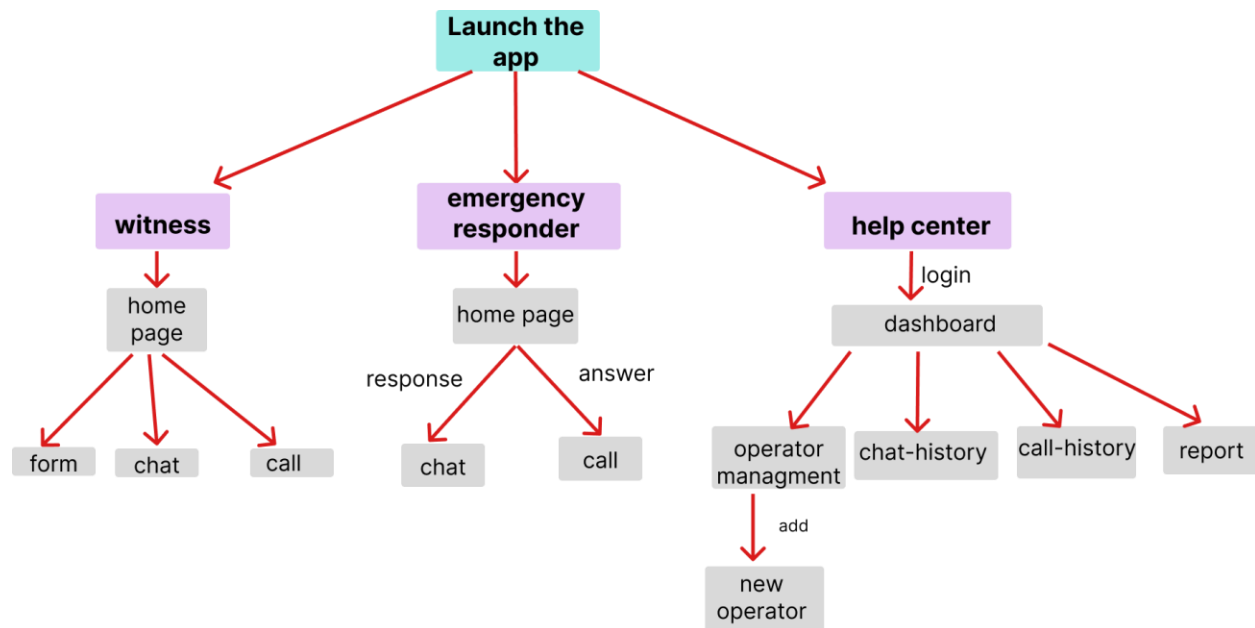 Launch the
app
witness
emergency
responder
help center
login
home
page
home page
dashboard
response
answer
form
chat
call
chat
call
operator
managment
chat-history
call-history
report
add
new
operator